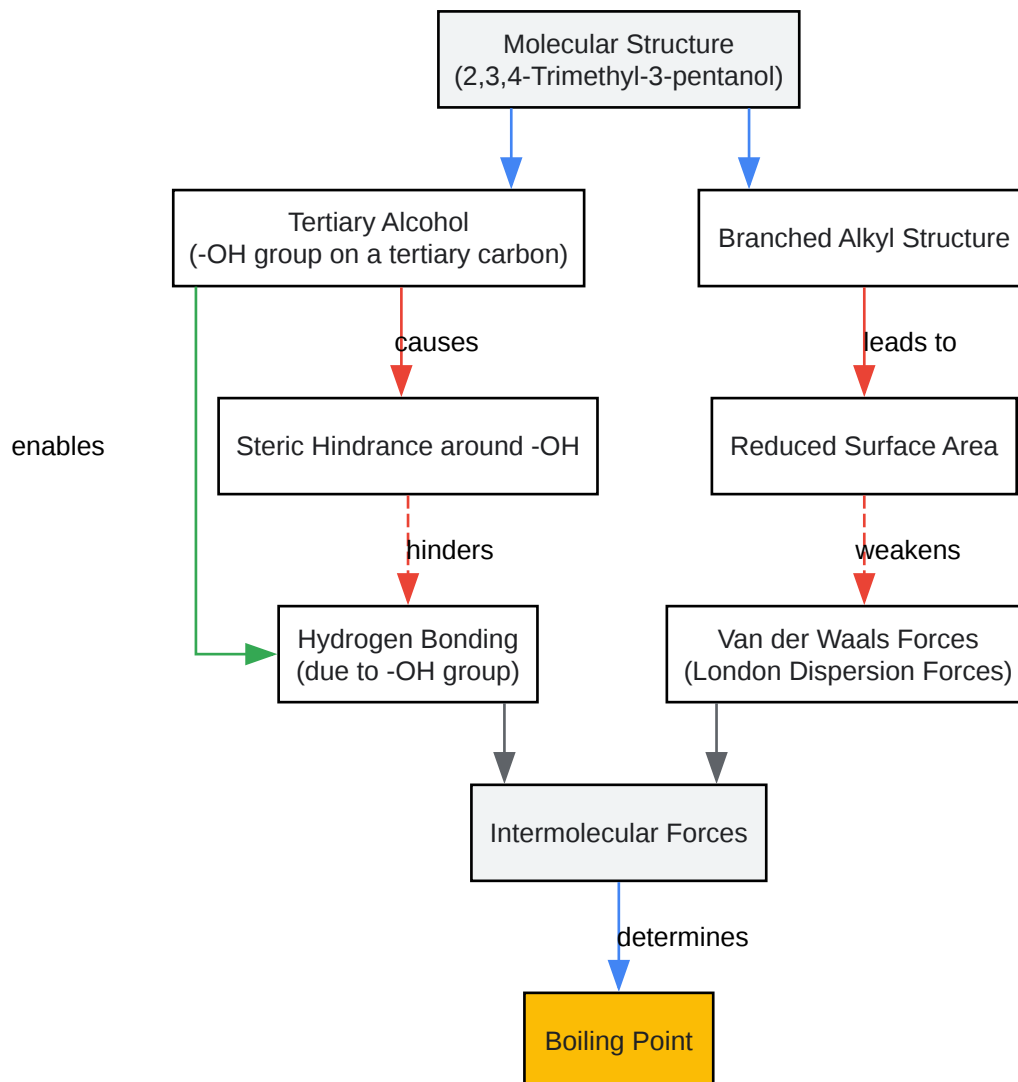 Molecular Structure
(2,3,4-Trimethyl-3-pentanol)
Tertiary Alcohol
(-OH group on a tertiary carbon)
Branched Alkyl Structure
causes
leads to
enables
Steric Hindrance around -OH
Reduced Surface Area
hinders
weakens
Hydrogen Bonding
(due to -OH group)
Van der Waals Forces
(London Dispersion Forces)
Intermolecular Forces
determines
Boiling Point